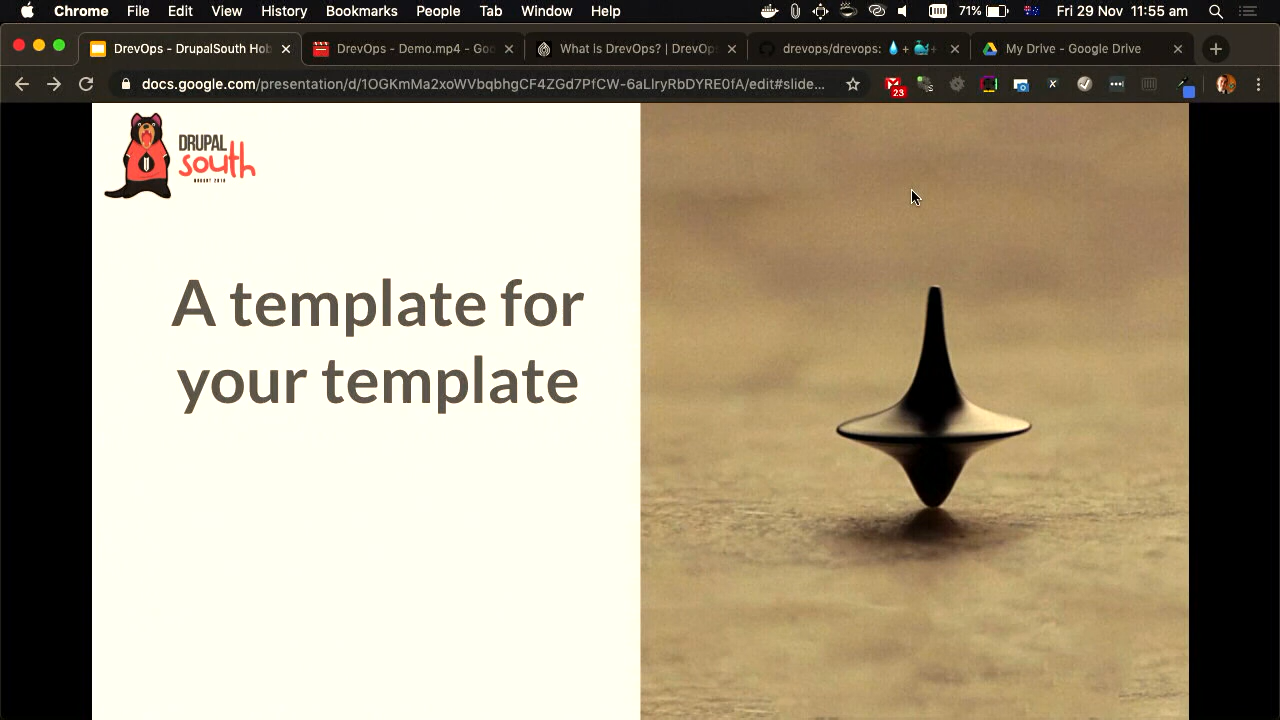 Chrome File Edit View History Bookmarks People Tab Window Help 71% Fri 29 Nov 11:55 am
DrevOps - DrupalSouth Hob DrevOps - Demo.mp4 - Goo What is DrevOps? | DrevOps devops/devops: My Drive - Google Drive
docs.google.com/presentation/d/1OGKmMa2xoWVbqbhgCF4ZGd7PfCW-6aLlryRbDYRE0fA/edit#slide...
23
DRUPAL
south
A template for
your template